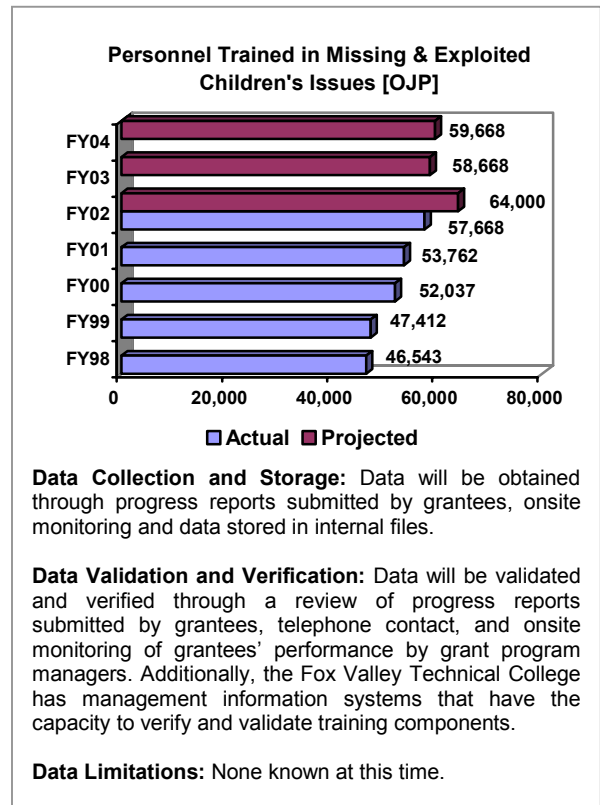 Personnel Trained in Missing & Exploited
Children's Issues [OJP]
FY04
59,668
FY03
58,668
64,000
FY02
57,668
FY01
53,762
FY00
52,037
FY99
47,412
FY98
46,543
0 20,000 40,000 60,000 80,000
Actual Projected
Data Collection and Storage: Data will be obtained
through progress reports submitted by grantees, onsite
monitoring and data stored in internal files.
Data Validation and Verification: Data will be validated
and verified through a review of progress reports
submitted by grantees, telephone contact, and onsite
monitoring of grantees’ performance by grant program
managers. Additionally, the Fox Valley Technical College
has management information systems that have the
capacity to verify and validate training components.
Data Limitations: None known at this time.